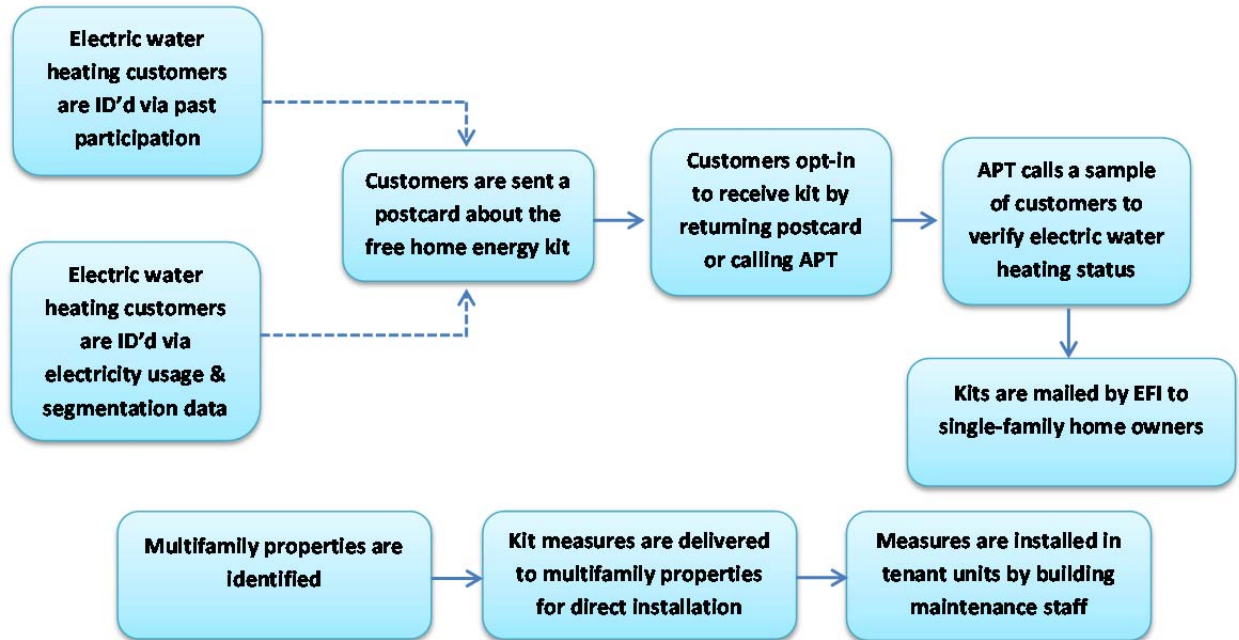 Electric water
heating customers
are ID'd via past
participation
Electric water
heating customers
are ID'd via
electricity usage &
segmentation data
Customers are sent a
postcard about the
free home energy kit
Customers opt-in
to receive kit by
returning postcard
or calling APT
APT calls a sample
of customers to
verify electric water
heating status
Kits are mailed by EFI to
single-family home owners
Multifamily properties are
identified
Kit measures are delivered
to multifamily properties
for direct installation
Measures are installed in
tenant units by building
maintenance staff